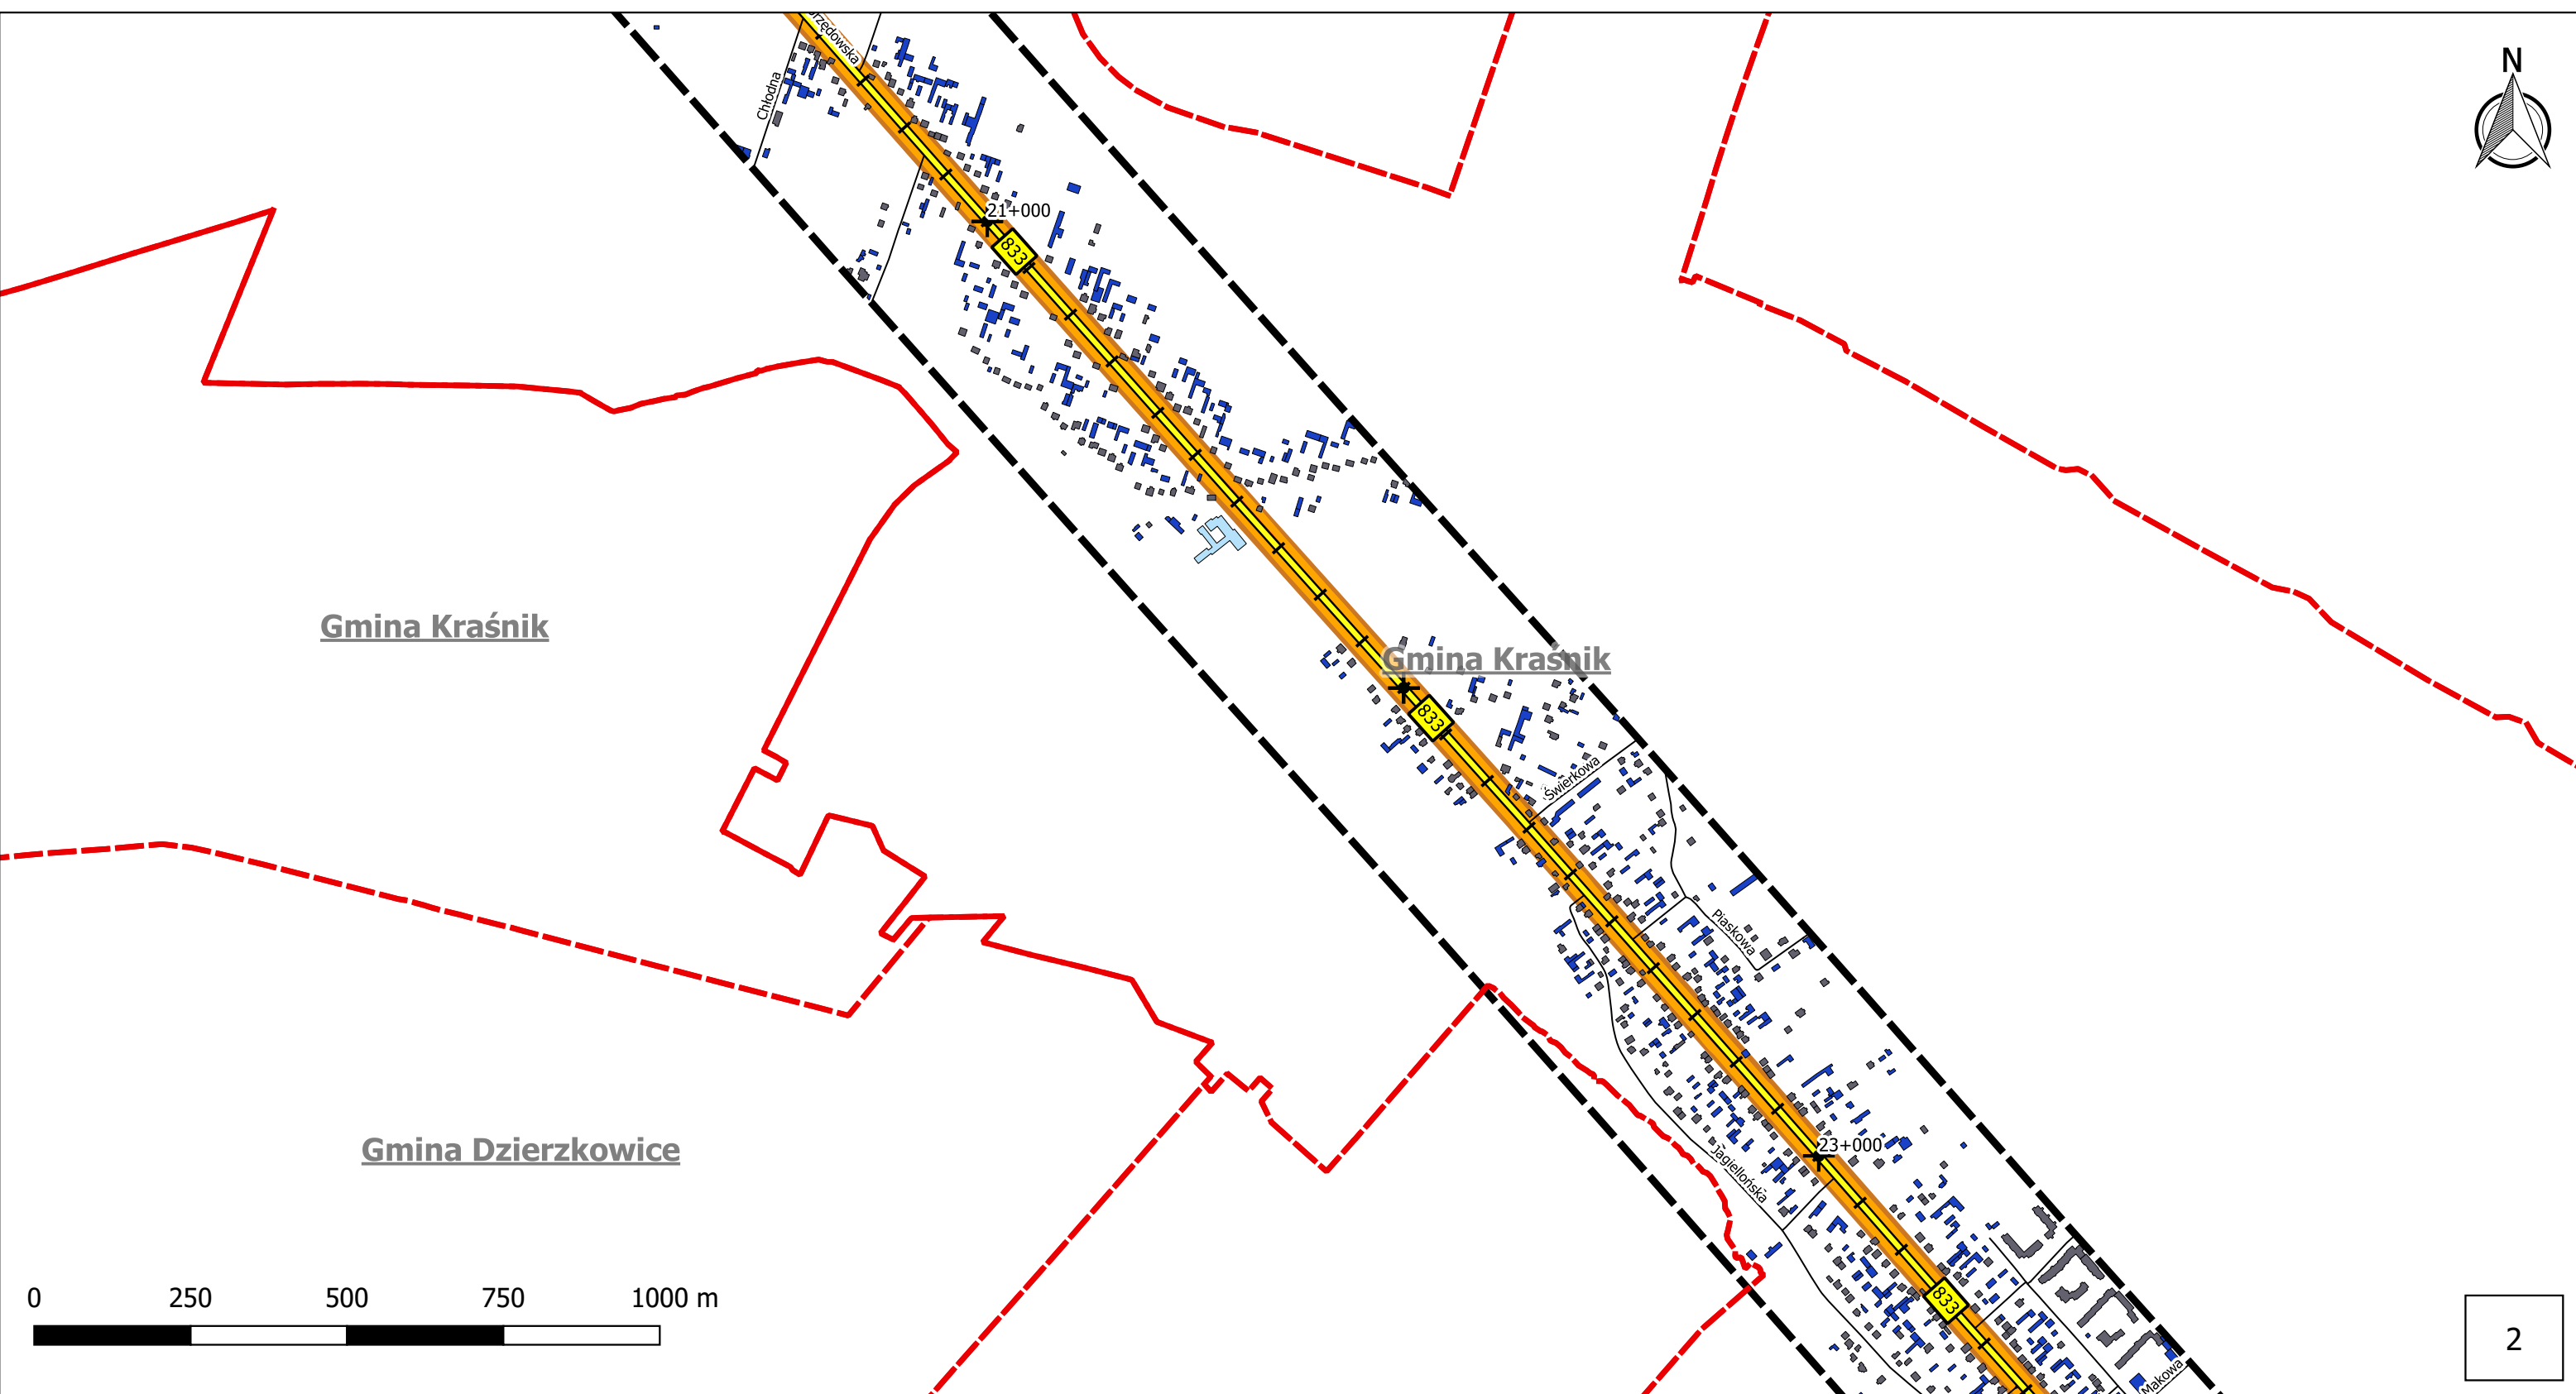 Chłodna
N
21+000
833
Gmina Kraśnik
Gmina Kraśnik
833
Świerkowa
Piaskowa
Gmina Dzierzkowice
23+000
Jagiellońska
833
0 250 500 750 1000 m
Makowa
2